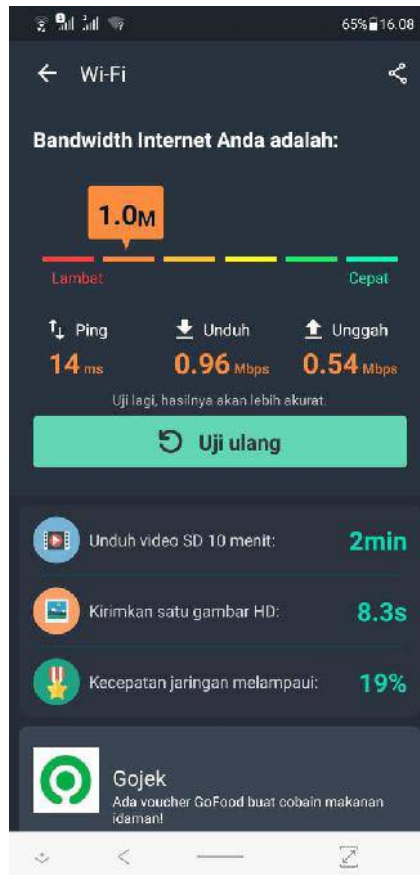 65% 16.08
Wi-Fi
Bandwidth Internet Anda adalah:
1.0M
Lambat Cepat
Ping Unduh Unggah
14 ms 0.96 Mbps 0.54 Mbps
Uji lagi, hasilnya akan lebih akurat.
Uji ulang
Unduh video SD 10 menit: 2min
Kirimkan satu gambar HD: 8.3s
Kecepatan jaringan melampaui: 19%
Gojek
Ada voucher GoFood buat cobain makanan
idaman!